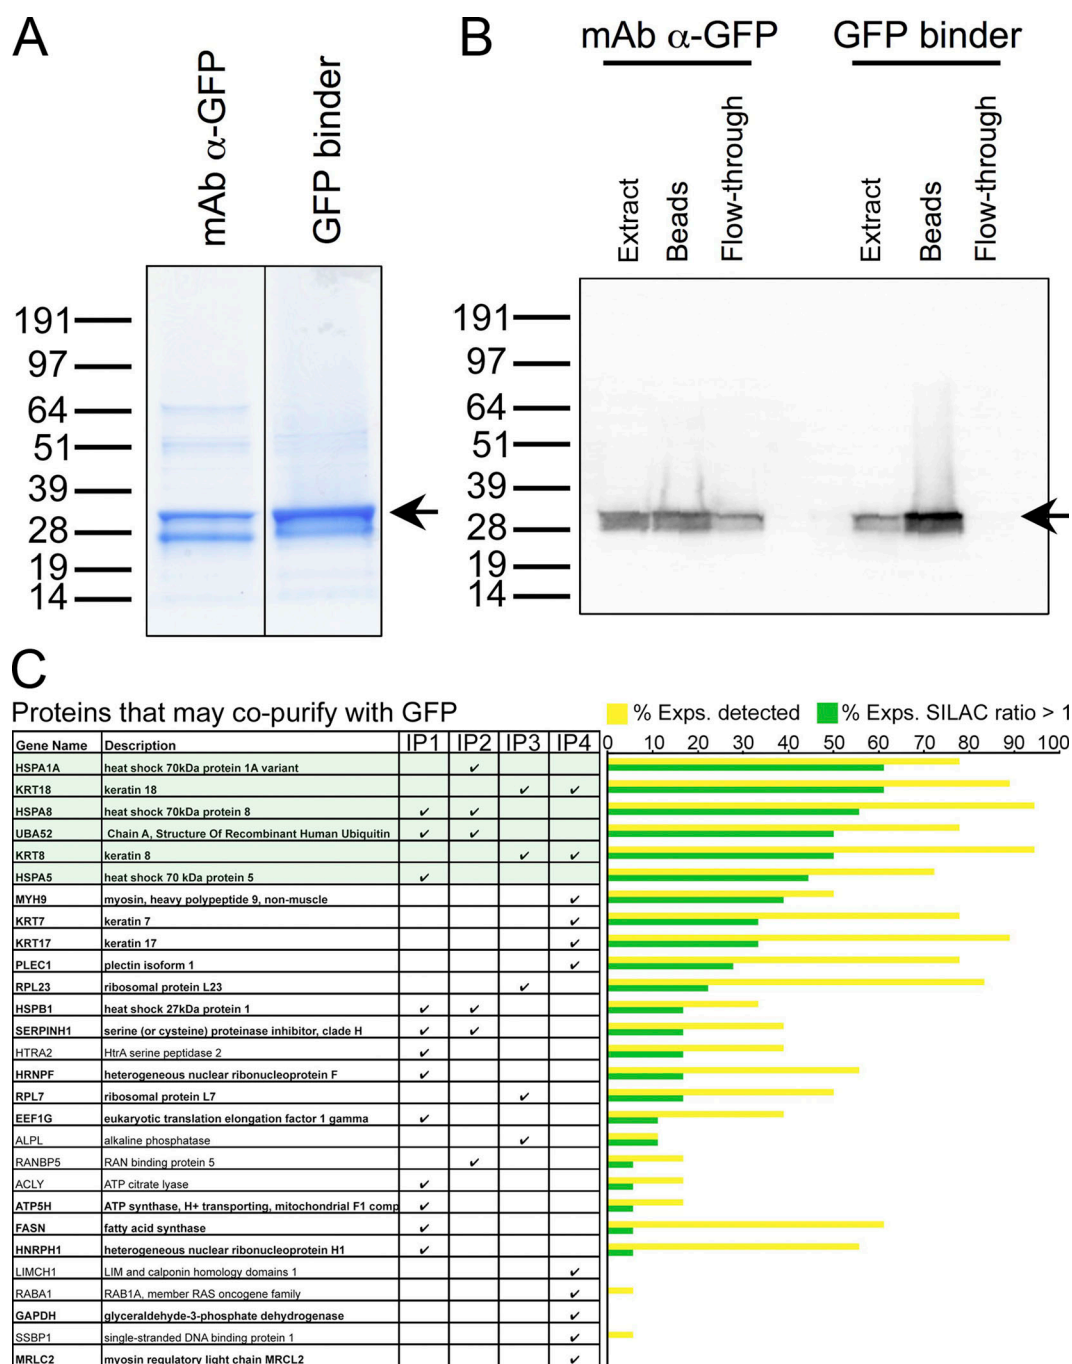 A
mAb α-GFP
GFP binder
191
97
64
51
39
28
19
14
B
mAb α-GFP GFP binder
Extract
Beads
Flow-through
Extract
Beads
Flow-through
191
97
64
51
39
28
19
14
C
Proteins that may co-purify with GFP
% Exps. detected % Exps. SILAC ratio > 1
Gene Name Description IP1 IP2 IP3 IP4 0 10 20 30 40 50 60 70 80 90 100
HSPA1A heat shock 70kDa protein 1A variant ✓
KRT18 keratin 18 ✓ ✓
HSPA8 heat shock 70kDa protein 8 ✓ ✓
UBA52 Chain A, Structure Of Recombinant Human Ubiquitin ✓ ✓
KRT8 keratin 8 ✓ ✓
HSPA5 heat shock 70 kDa protein 5 ✓
MYH9 myosin, heavy polypeptide 9, non-muscle ✓
KRT7 keratin 7 ✓
KRT17 keratin 17 ✓
PLEC1 plectin isoform 1 ✓
RPL23 ribosomal protein L23 ✓
HSPB1 heat shock 27kDa protein 1 ✓ ✓
SERPINH1 serine (or cysteine) proteinase inhibitor, clade H ✓ ✓
HTRA2 HtrA serine peptidase 2 ✓
HRNPF heterogeneous nuclear ribonucleoprotein F ✓
RPL7 ribosomal protein L7 ✓
EEF1G eukaryotic translation elongation factor 1 gamma ✓
ALPL alkaline phosphatase ✓
RANBP5 RAN binding protein 5 ✓
ACLY ATP citrate lyase ✓
ATP5H ATP synthase, H+ transporting, mitochondrial F1 comp ✓
FASN fatty acid synthase ✓
HNRPH1 heterogeneous nuclear ribonucleoprotein H1 ✓
LIMCH1 LIM and calponin homology domains 1 ✓
RABA1 RAB1A, member RAS oncogene family ✓
GAPDH glyceraldehyde-3-phosphate dehydrogenase ✓
SSBP1 single-stranded DNA binding protein 1 ✓
MRLC2 myosin regulatory light chain MRCL2 ✓